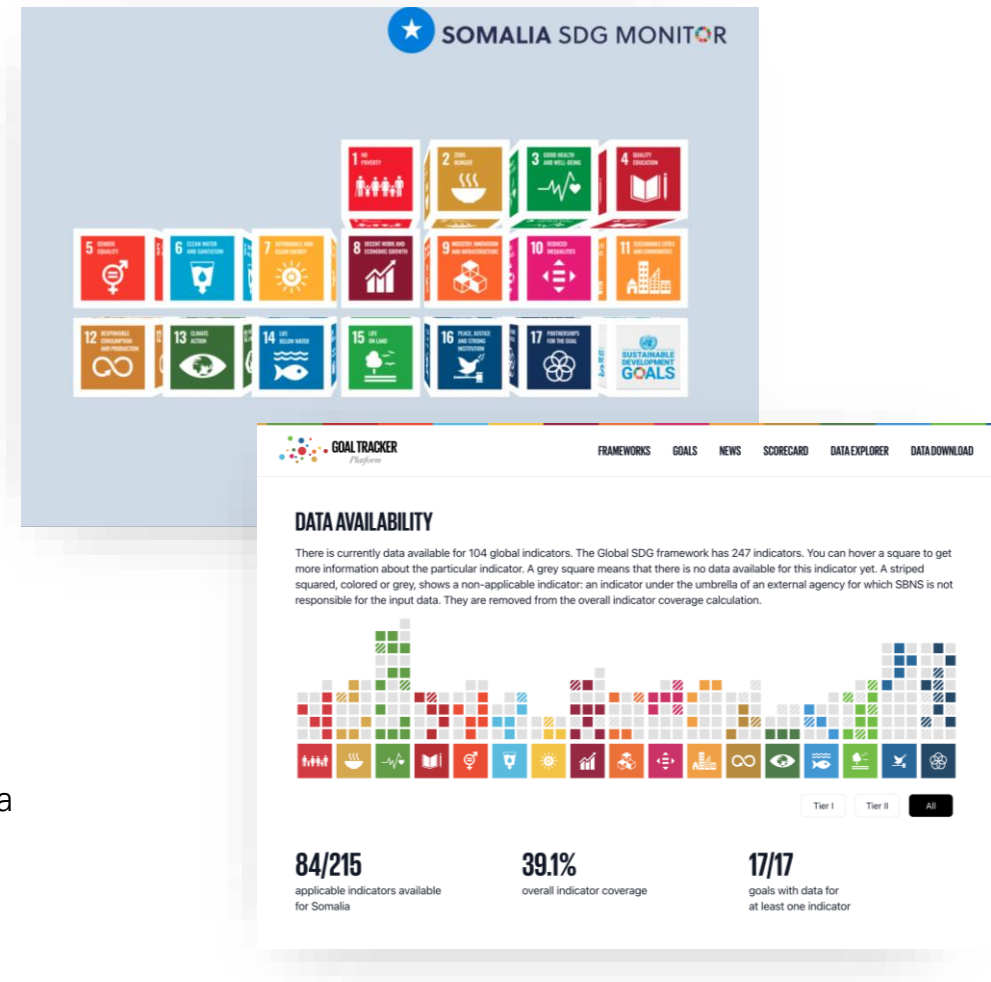 SOMALIA SDG MONITOR
1 NO POVERTY
2 ZERO HUNGER
3 GOOD HEALTH AND WELL-BEING
4 QUALITY EDUCATION
5 GENDER EQUALITY
6 CLEAN WATER AND SANITATION
7 AFFORDABLE AND CLEAN ENERGY
8 DECENT WORK AND ECONOMIC GROWTH
9 INDUSTRY, INNOVATION AND INFRASTRUCTURE
10 REDUCED INEQUALITIES
11 SUSTAINABLE CITIES AND COMMUNITIES
12 RESPONSIBLE CONSUMPTION AND PRODUCTION
13 CLIMATE ACTION
14 LIFE BELOW WATER
15 LIFE ON LAND
16 PEACE, JUSTICE AND STRONG INSTITUTION
17 PARTNERSHIPS FOR THE GOAL
SUSTAINABLE
DEVELOPMENT
GOALS
GOAL TRACKER
Platform
FRAMEWORKS GOALS NEWS SCORECARD DATA EXPLORER DATA DOWNLOAD
DATA AVAILABILITY
There is currently data available for 104 global indicators. The Global SDG framework has 247 indicators. You can hover a square to get
more information about the particular indicator. A grey square means that there is no data available for this indicator yet. A striped
squared, colored or grey, shows a non-applicable indicator: an indicator under the umbrella of an external agency for which SBNS is not
responsible for the input data. They are removed from the overall indicator coverage calculation.
a
Tier I Tier II All
84/215 39.1% 17/17
applicable indicators available overall indicator coverage goals with data for
for Somalia at least one indicator